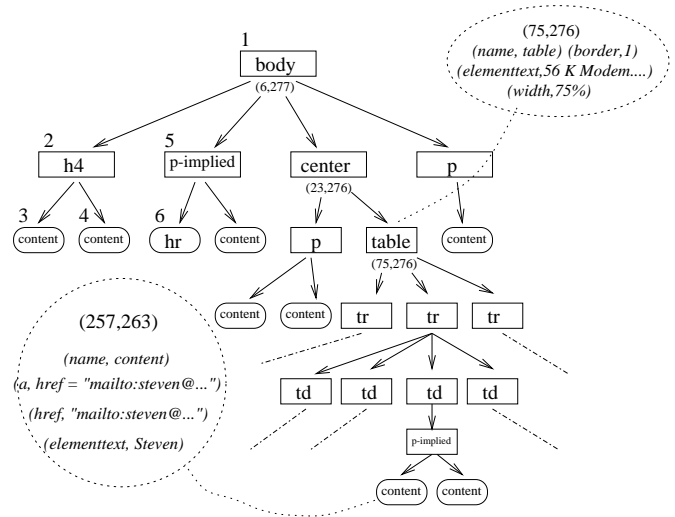 1
body
(6,277)
(75,276)
(name, table) (border,1)
(elementtext,56 K Modem....)
(width,75%)
2
h4
5
p-implied
center
(23,276)
p
3
content
4
content
6
hr
content
p
table
(75,276)
content
content
content
tr
tr
tr
(257,263)
(name, content)
(a, href = "mailto:steven@...")
(href, "mailto:steven@...")
(elementtext, Steven)
td
td
td
td
p-implied
content
content